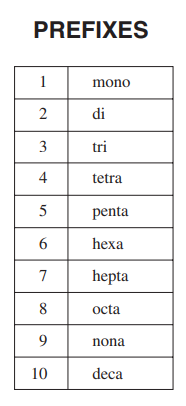 PREFIXES
1 mono
2 di
3 tri
4 tetra
5 penta
6 hexa
7 hepta
8 octa
9 nona
10 deca